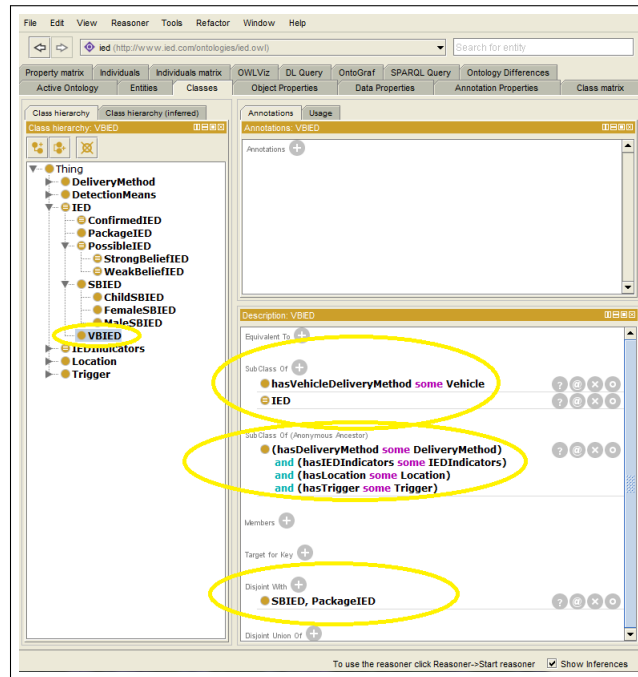 File Edit View Reasoner Tools Refactor Window Help
ied (http://www.ied.com/ontologies/ied.owl) Search for entity
Property matrix Individuals Individuals matrix OWLViz DL Query OntoGraf SPARQL Query Ontology Differences
Active Ontology Entities Classes Object Properties Data Properties Annotation Properties Class matrix
Class hierarchy Class hierarchy (inferred)
Class hierarchy: VBIED
Thing
DeliveryMethod
DetectionMeans
IED
ConfirmedIED
PackageIED
PossibleIED
StrongBeliefIED
WeakBeliefIED
SBIED
ChildSBIED
FemaleSBIED
MaleSBIED
VBIED
IEDIndicators
Location
Trigger
Annotations Usage
Annotations: VBIED
Annotations
Description: VBIED
Equivalent To
SubClass Of
hasVehicleDeliveryMethod some Vehicle
IED
SubClass Of (Anonymous Ancestor)
(hasDeliveryMethod some DeliveryMethod)
and (hasIEDIndicators some IEDIndicators)
and (hasLocation some Location)
and (hasTrigger some Trigger)
Members
Target for Key
Disjoint With
SBIED, PackageIED
Disjoint Union Of
To use the reasoner click Reasoner->Start reasoner Show Inferences